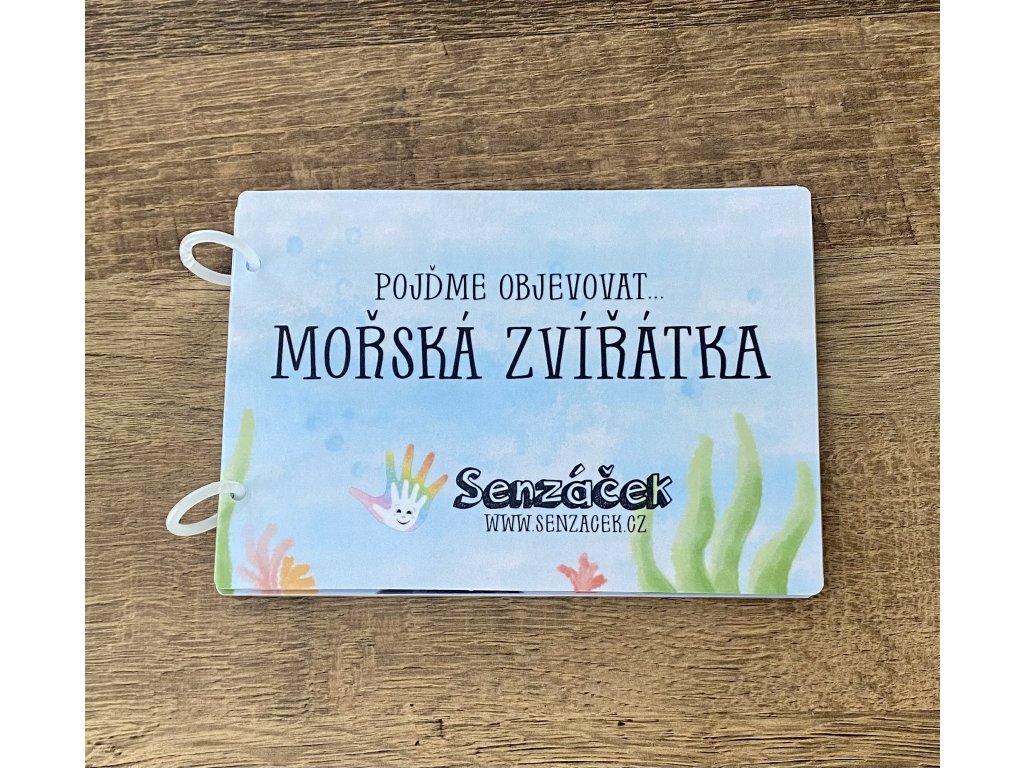 POJĎME OBJEVOVAT...
MOŘSKÁ ZVÍŘÁTKA
Senzáček
WWW.SENZACEK.CZ